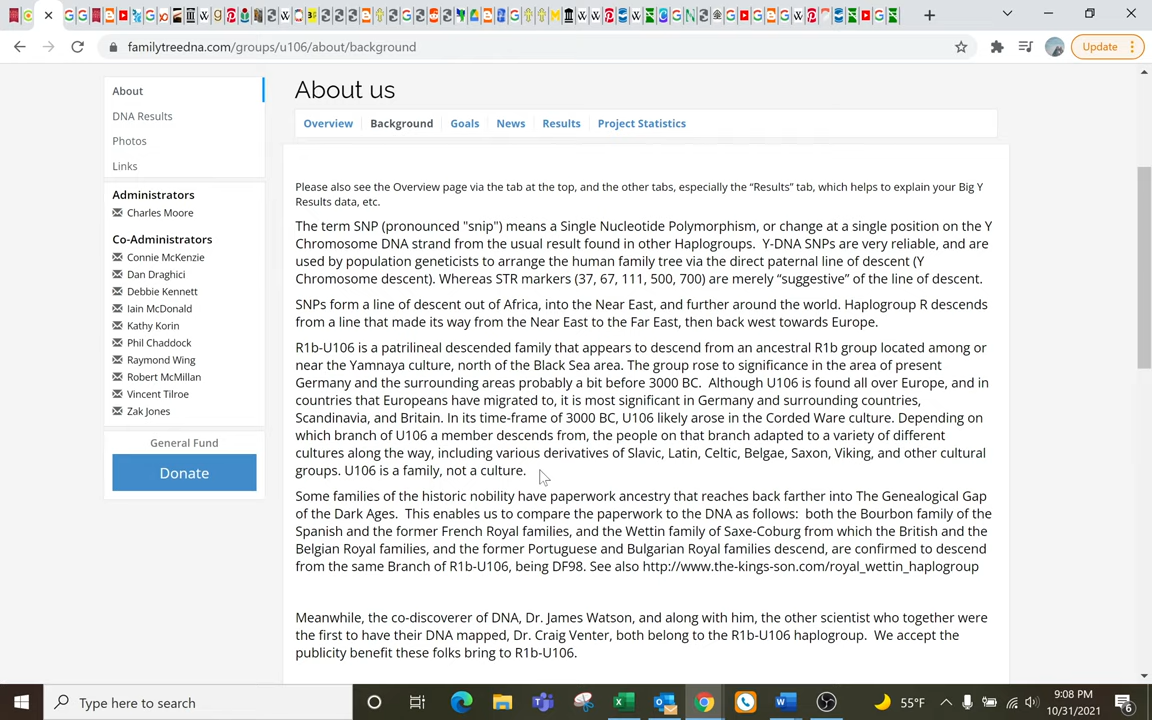 familytreedna.com/groups/u106/about/background
Update
About
DNA Results
Photos
Links
Administrators
Charles Moore
Co-Administrators
Connie McKenzie
Dan Draghici
Debbie Kennett
Iain McDonald
Kathy Korin
Phil Chaddock
Raymond Wing
Robert McMillan
Vincent Tilroe
Zak Jones
General Fund
Donate
About us
Overview Background Goals News Results Project Statistics
Please also see the Overview page via the tab at the top, and the other tabs, especially the “Results” tab, which helps to explain your Big Y
Results data, etc.
The term SNP (pronounced "snip") means a Single Nucleotide Polymorphism, or change at a single position on the Y
Chromosome DNA strand from the usual result found in other Haplogroups.  Y-DNA SNPs are very reliable, and are
used by population geneticists to arrange the human family tree via the direct paternal line of descent (Y
Chromosome descent). Whereas STR markers (37, 67, 111, 500, 700) are merely “suggestive” of the line of descent.
SNPs form a line of descent out of Africa, into the Near East, and further around the world. Haplogroup R descends
from a line that made its way from the Near East to the Far East, then back west towards Europe.
R1b-U106 is a patrilineal descended family that appears to descend from an ancestral R1b group located among or
near the Yamnaya culture, north of the Black Sea area. The group rose to significance in the area of present
Germany and the surrounding areas probably a bit before 3000 BC.  Although U106 is found all over Europe, and in
countries that Europeans have migrated to, it is most significant in Germany and surrounding countries,
Scandinavia, and Britain. In its time-frame of 3000 BC, U106 likely arose in the Corded Ware culture. Depending on
which branch of U106 a member descends from, the people on that branch adapted to a variety of different
cultures along the way, including various derivatives of Slavic, Latin, Celtic, Belgae, Saxon, Viking, and other cultural
groups. U106 is a family, not a culture.
Some families of the historic nobility have paperwork ancestry that reaches back farther into The Genealogical Gap
of the Dark Ages.  This enables us to compare the paperwork to the DNA as follows:  both the Bourbon family of the
Spanish and the former French Royal families, and the Wettin family of Saxe-Coburg from which the British and the
Belgian Royal families, and the former Portuguese and Bulgarian Royal families descend, are confirmed to descend
from the same Branch of R1b-U106, being DF98. See also http://www.the-kings-son.com/royal_wettin_haplogroup
Meanwhile, the co-discoverer of DNA, Dr. James Watson, and along with him, the other scientist who together were
the first to have their DNA mapped, Dr. Craig Venter, both belong to the R1b-U106 haplogroup.  We accept the
publicity benefit these folks bring to R1b-U106.
Type here to search
55°F
9:08 PM
10/31/2021
6